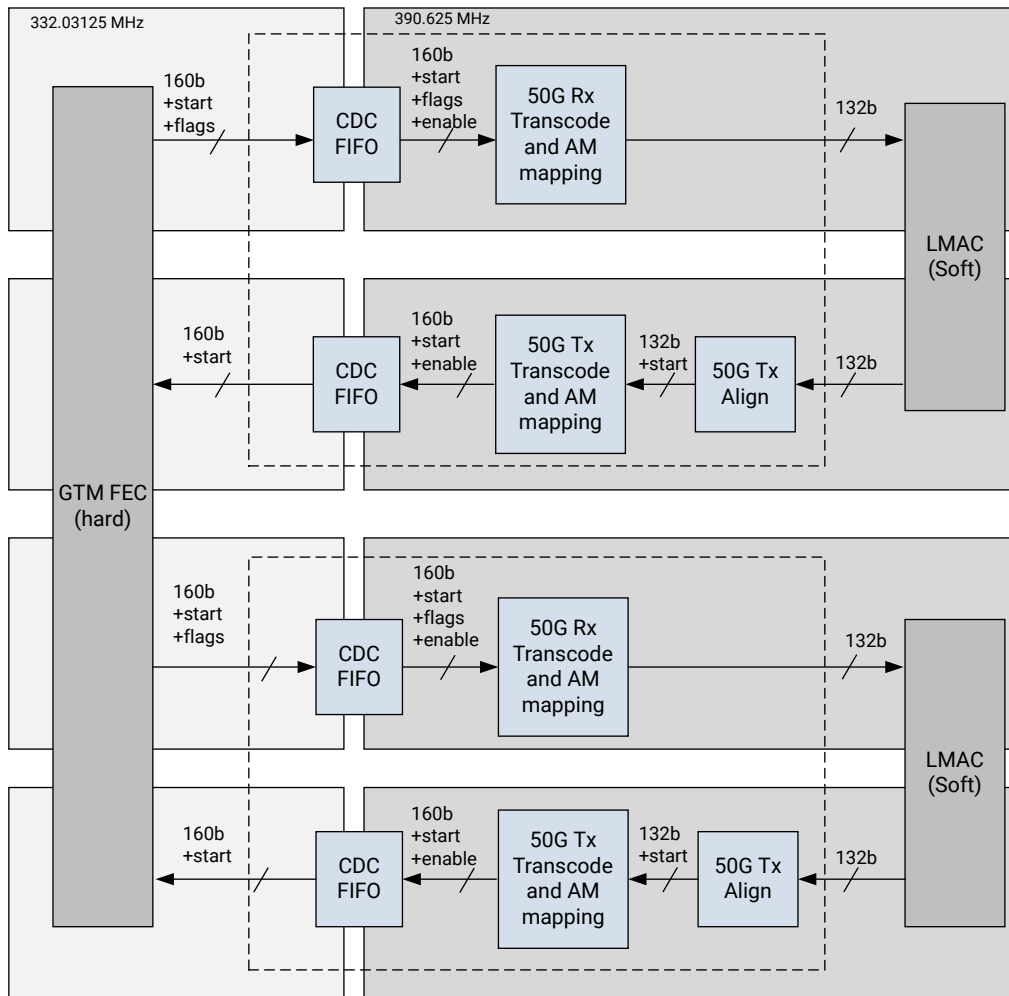 332.03125 MHz
390.625 MHz
160b
+start
+flags
CDC
FIFO
160b
+start
+flags
+enable
50G Rx
Transcode
and AM
mapping
132b
LMAC
(Soft)
160b
+start
CDC
FIFO
160b
+start
+enable
50G Tx
Transcode
and AM
mapping
132b
+start
50G Tx
Align
132b
GTM FEC
(hard)
160b
+start
+flags
CDC
FIFO
160b
+start
+flags
+enable
50G Rx
Transcode
and AM
mapping
132b
LMAC
(Soft)
160b
+start
CDC
FIFO
160b
+start
+enable
50G Tx
Transcode
and AM
mapping
132b
+start
50G Tx
Align
132b